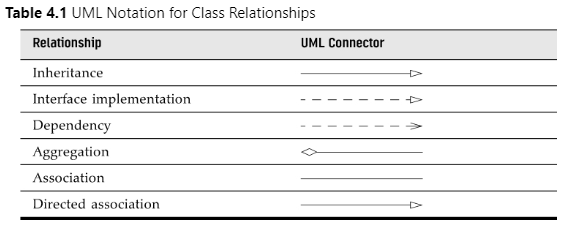 Table 4.1 UML Notation for Class Relationships
Relationship UML Connector
Inheritance
Interface implementation
Dependency
Aggregation
Association
Directed association